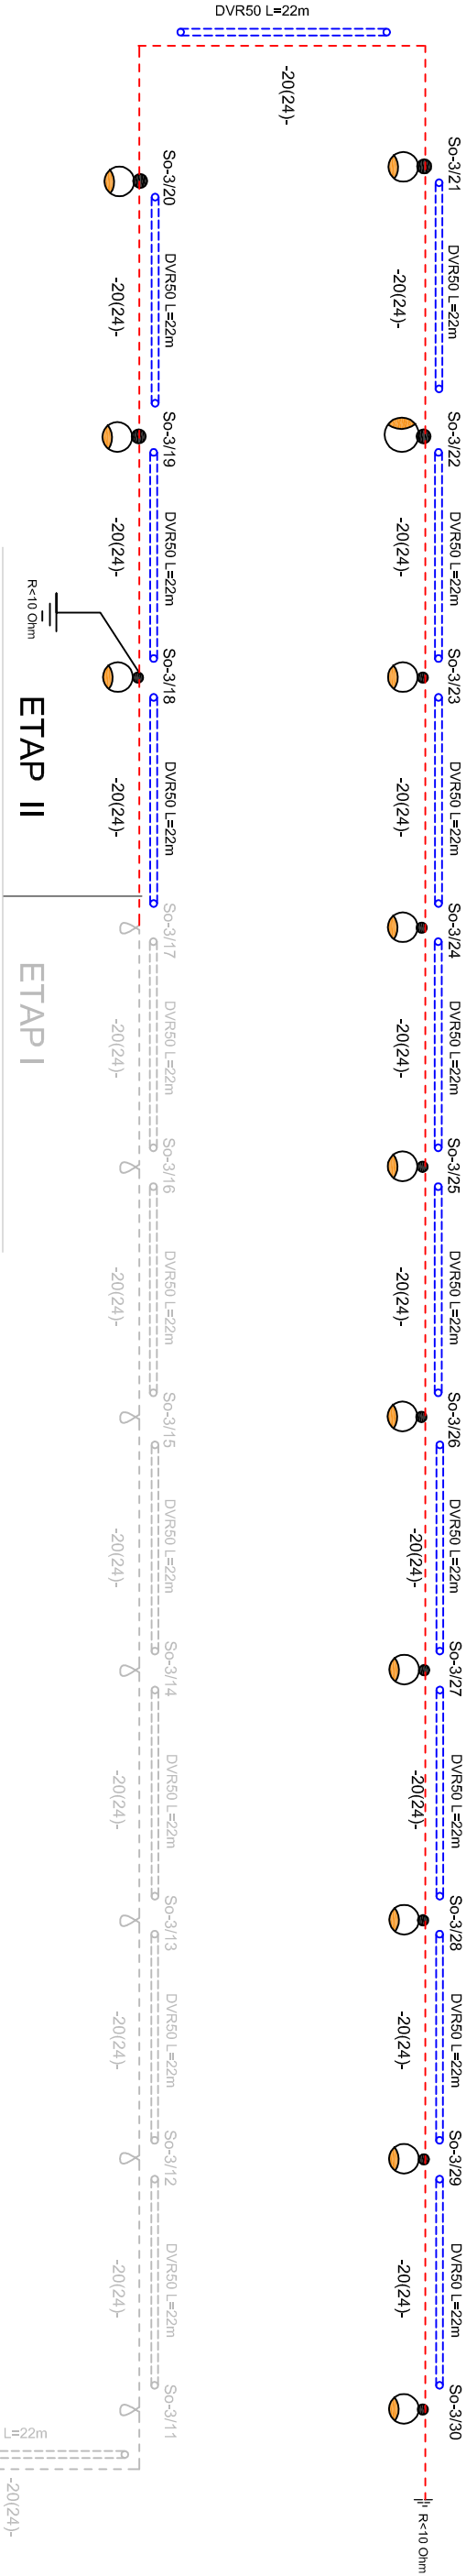 DVR50 L=22m
-20(24)-
So-3/21
DVR50 L=22m
-20(24)-
So-3/22
DVR50 L=22m
-20(24)-
So-3/23
DVR50 L=22m
-20(24)-
So-3/24
DVR50 L=22m
-20(24)-
So-3/25
DVR50 L=22m
-20(24)-
So-3/26
DVR50 L=22m
-20(24)-
So-3/27
DVR50 L=22m
-20(24)-
So-3/28
DVR50 L=22m
-20(24)-
So-3/29
DVR50 L=22m
-20(24)-
So-3/30
R<10 Ohm
So-3/20
DVR50 L=22m
-20(24)-
So-3/19
DVR50 L=22m
-20(24)-
So-3/18
DVR50 L=22m
-20(24)-
So-3/17
DVR50 L=22m
-20(24)-
So-3/16
DVR50 L=22m
-20(24)-
So-3/15
DVR50 L=22m
-20(24)-
So-3/14
DVR50 L=22m
-20(24)-
So-3/13
DVR50 L=22m
-20(24)-
So-3/12
DVR50 L=22m
-20(24)-
So-3/11
R<10 Ohm
ETAP II
ETAP I
L=22m
-20(24)-